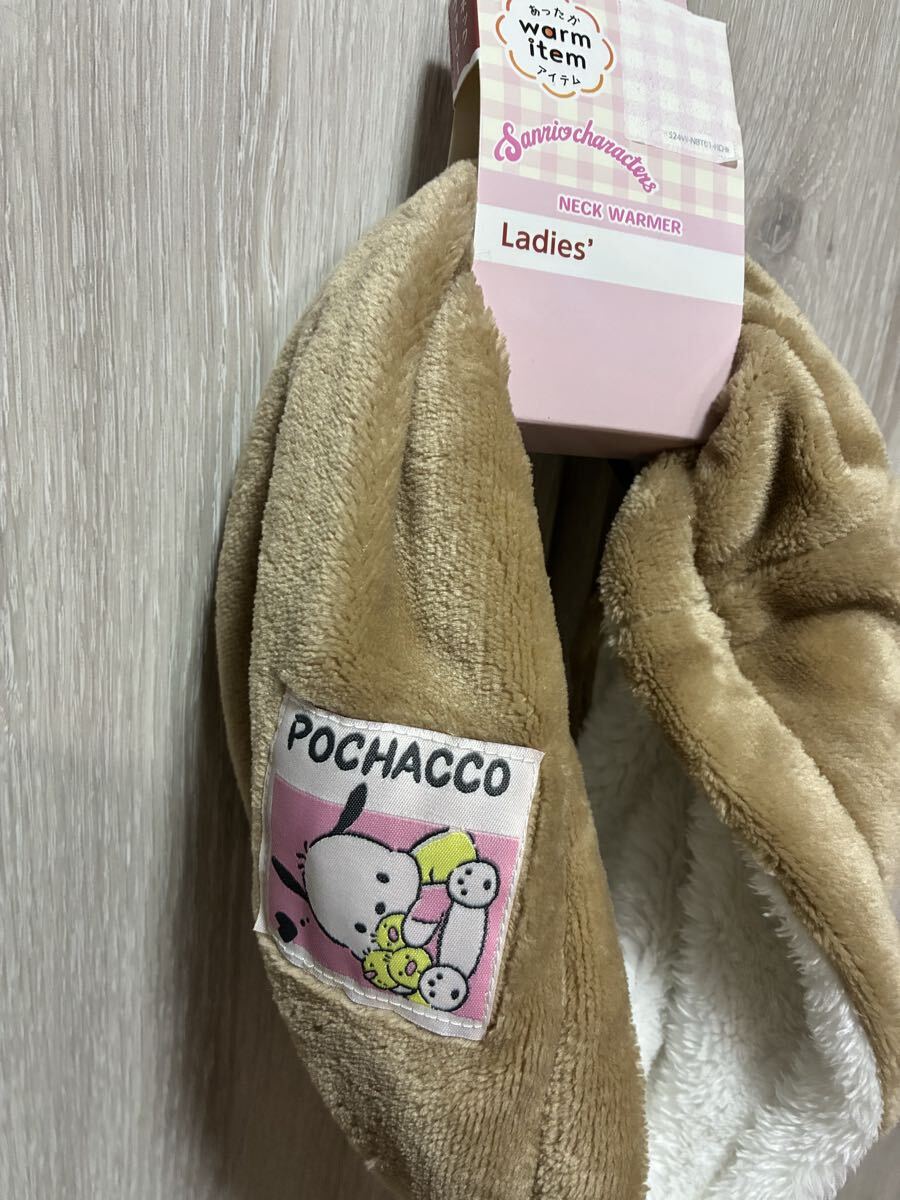 あったか
warm
item
アイテム
Sanrio characters
NECK WARMER
Ladies'
POCHACCO